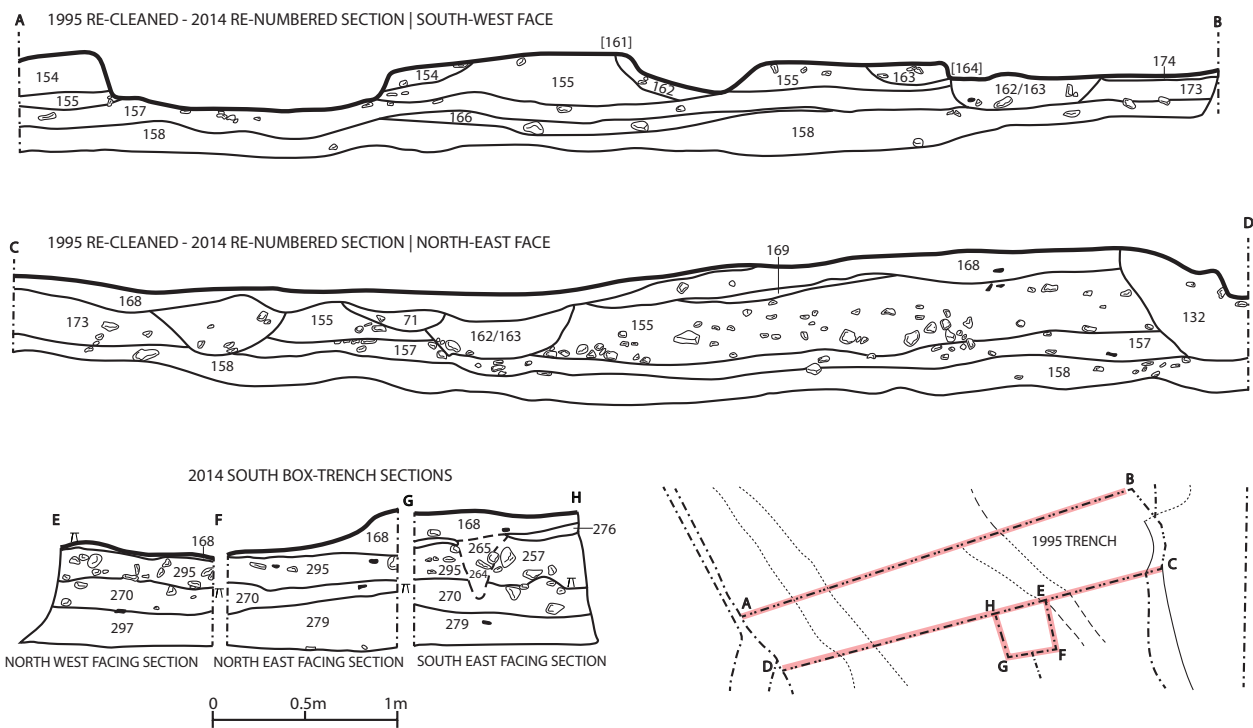 A 1995 RE-CLEANED - 2014 RE-NUMBERED SECTION | SOUTH-WEST FACE B
[161]
154 154 155 155 163 [164] 174
155 157 162 162/163 173
158 166 158
C 1995 RE-CLEANED - 2014 RE-NUMBERED SECTION | NORTH-EAST FACE D
169
168 168
173 155 71 162/163 155 132
157 157
158 158
2014 SOUTH BOX-TRENCH SECTIONS
E F G H
168 168 168 276
295 295 295 265 257
264
270 270 270
297 279 279
NORTH WEST FACING SECTION NORTH EAST FACING SECTION SOUTH EAST FACING SECTION
0 0.5m 1m
B
1995 TRENCH
C
A H E
D G F